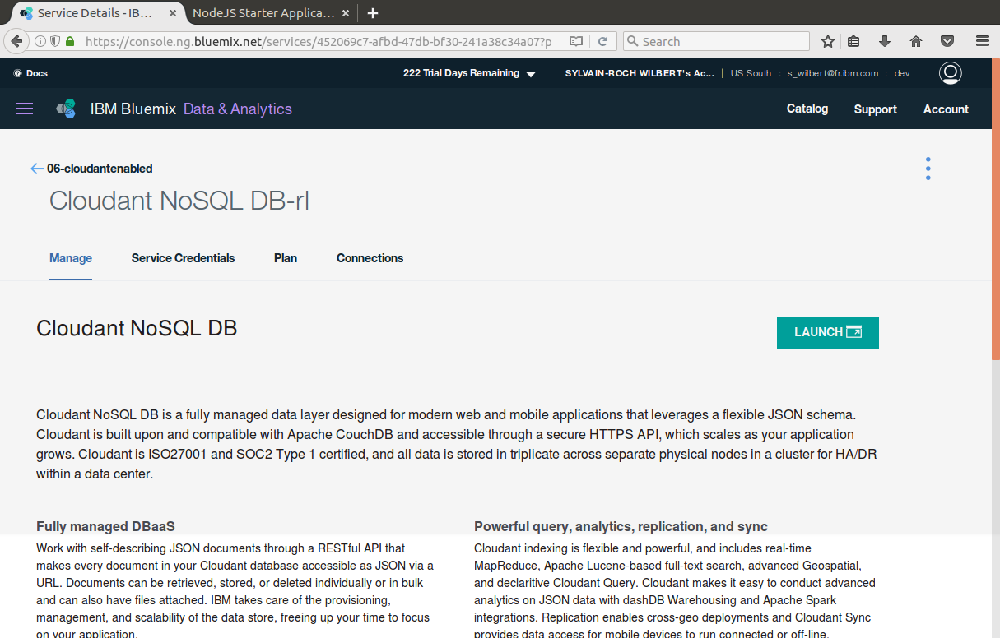 Service Details - IB...
NodeJS Starter Applica...
https://console.ng.bluemix.net/services/452069c7-afbd-47db-bf30-241a38c34a07?p
Search
Docs
222 Trial Days Remaining
SYLVAIN-ROCH WILBERT's Ac... | US South : s_wilbert@fr.ibm.com : dev
IBM Bluemix Data & Analytics
Catalog
Support
Account
06-cloudantenabled
Cloudant NoSQL DB-rl
Manage
Service Credentials
Plan
Connections
Cloudant NoSQL DB
LAUNCH
Cloudant NoSQL DB is a fully managed data layer designed for modern web and mobile applications that leverages a flexible JSON schema.
Cloudant is built upon and compatible with Apache CouchDB and accessible through a secure HTTPS API, which scales as your application
grows. Cloudant is ISO27001 and SOC2 Type 1 certified, and all data is stored in triplicate across separate physical nodes in a cluster for HA/DR
within a data center.
Fully managed DBaaS
Work with self-describing JSON documents through a RESTful API that
makes every document in your Cloudant database accessible as JSON via a
URL. Documents can be retrieved, stored, or deleted individually or in bulk
and can also have files attached. IBM takes care of the provisioning,
management, and scalability of the data store, freeing up your time to focus
on your application.
Powerful query, analytics, replication, and sync
Cloudant indexing is flexible and powerful, and includes real-time
MapReduce, Apache Lucene-based full-text search, advanced Geospatial,
and declaritive Cloudant Query. Cloudant makes it easy to conduct advanced
analytics on JSON data with dashDB Warehousing and Apache Spark
integrations. Replication enables cross-geo deployments and Cloudant Sync
provides data access for mobile devices to run connected or off-line.